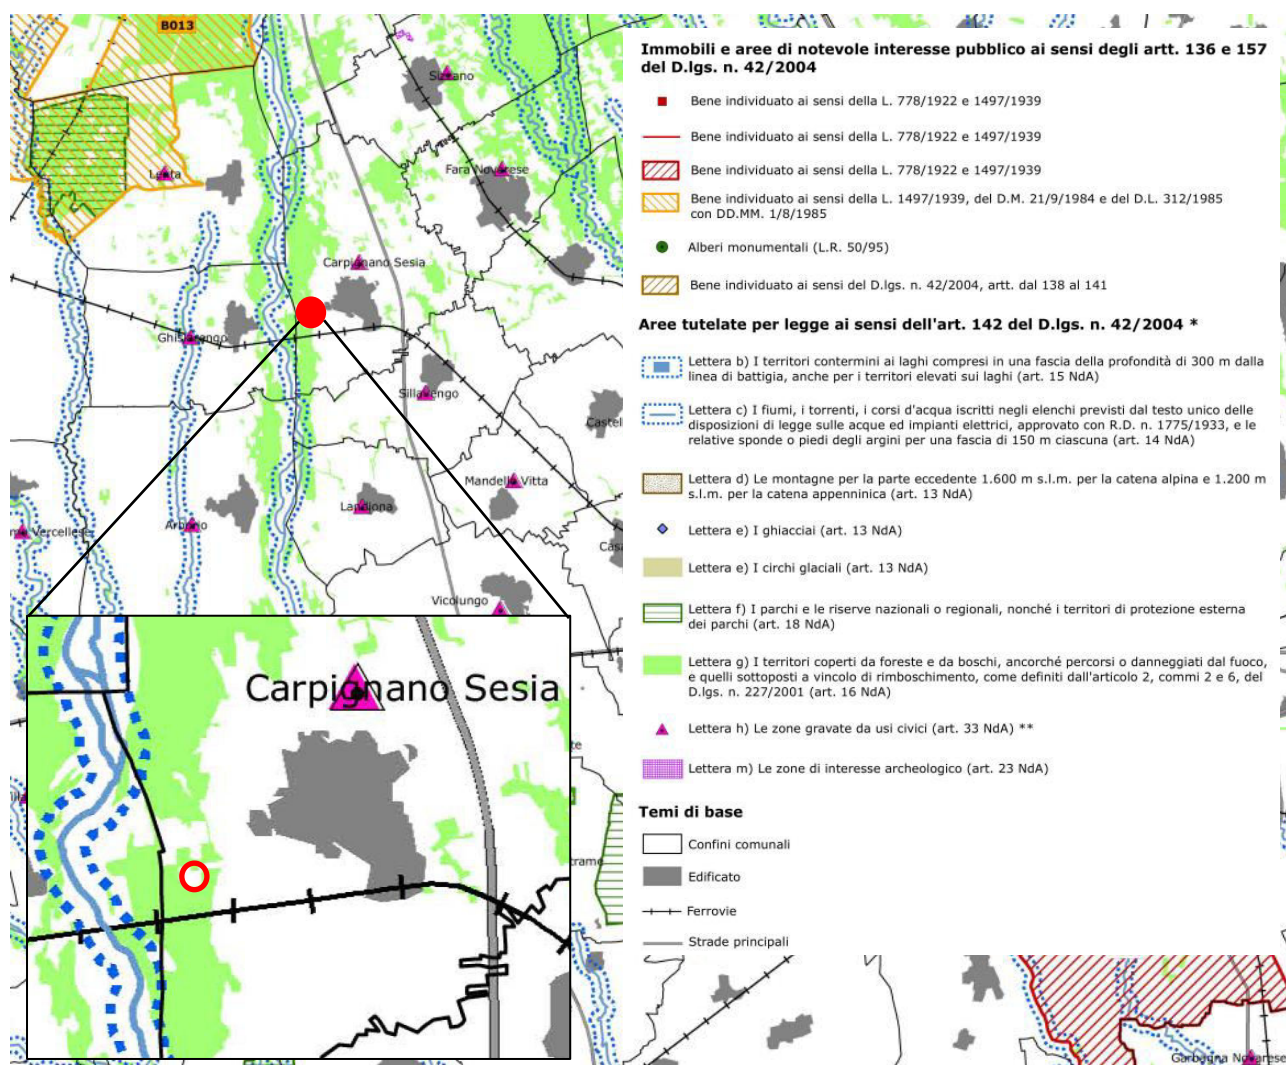 B013
Sizzano
Fara Novarese
Lenta
Carpignano Sesia
Ghislarengo
Sillavengo
Castel
Mandello Vitta
Landiona
Arborio
Vercellese
Casa
Vicolungo
Carpignano Sesia
Immobili e aree di notevole interesse pubblico ai sensi degli artt. 136 e 157
del D.lgs. n. 42/2004
Bene individuato ai sensi della L. 778/1922 e 1497/1939
Bene individuato ai sensi della L. 778/1922 e 1497/1939
Bene individuato ai sensi della L. 778/1922 e 1497/1939
Bene individuato ai sensi della L. 1497/1939, del D.M. 21/9/1984 e del D.L. 312/1985
con DD.MM. 1/8/1985
Alberi monumentali (L.R. 50/95)
Bene individuato ai sensi del D.lgs. n. 42/2004, artt. dal 138 al 141
Aree tutelate per legge ai sensi dell'art. 142 del D.lgs. n. 42/2004 *
Lettera b) I territori contermini ai laghi compresi in una fascia della profondità di 300 m dalla
linea di battigia, anche per i territori elevati sui laghi (art. 15 NdA)
Lettera c) I fiumi, i torrenti, i corsi d'acqua iscritti negli elenchi previsti dal testo unico delle
disposizioni di legge sulle acque ed impianti elettrici, approvato con R.D. n. 1775/1933, e le
relative sponde o piedi degli argini per una fascia di 150 m ciascuna (art. 14 NdA)
Lettera d) Le montagne per la parte eccedente 1.600 m s.l.m. per la catena alpina e 1.200 m
s.l.m. per la catena appenninica (art. 13 NdA)
Lettera e) I ghiacciai (art. 13 NdA)
Lettera e) I circhi glaciali (art. 13 NdA)
Lettera f) I parchi e le riserve nazionali o regionali, nonché i territori di protezione esterna
dei parchi (art. 18 NdA)
Lettera g) I territori coperti da foreste e da boschi, ancorché percorsi o danneggiati dal fuoco,
e quelli sottoposti a vincolo di rimboschimento, come definiti dall'articolo 2, commi 2 e 6, del
D.lgs. n. 227/2001 (art. 16 NdA)
Lettera h) Le zone gravate da usi civici (art. 33 NdA) **
Lettera m) Le zone di interesse archeologico (art. 23 NdA)
Temi di base
Confini comunali
Edificato
Ferrovie
Strade principali
Garbagna Novarese